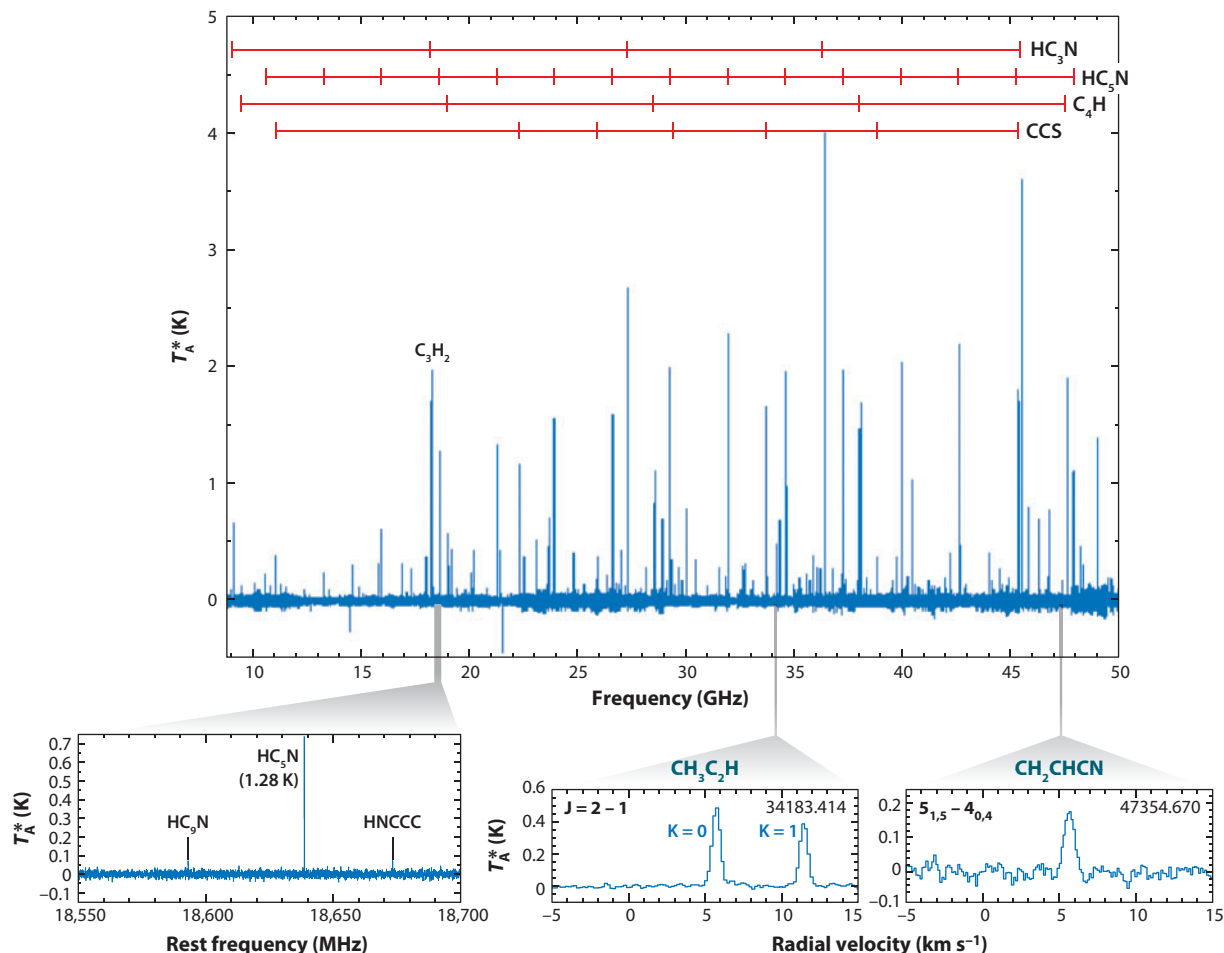 5
4
3
2
1
0
T*A (K)
HC3N
HC5N
C4H
CCS
C3H2
10 15 20 25 30 35 40 45 50
Frequency (GHz)
0.7
0.6
0.5
0.4
0.3
0.2
0.1
0
–0.1
T*A (K)
HC5N
(1.28 K)
HC9N
HNCCC
18,550 18,600 18,650 18,700
Rest frequency (MHz)
CH3C2H
0.6
0.4
0.2
0
T*A (K)
J = 2 – 1
34183.414
K = 0
K = 1
–5 0 5 10 15
CH2CHCN
0.2
0.1
0
–0.1
51,5 – 40,4
47354.670
–5 0 5 10 15
Radial velocity (km s–1)